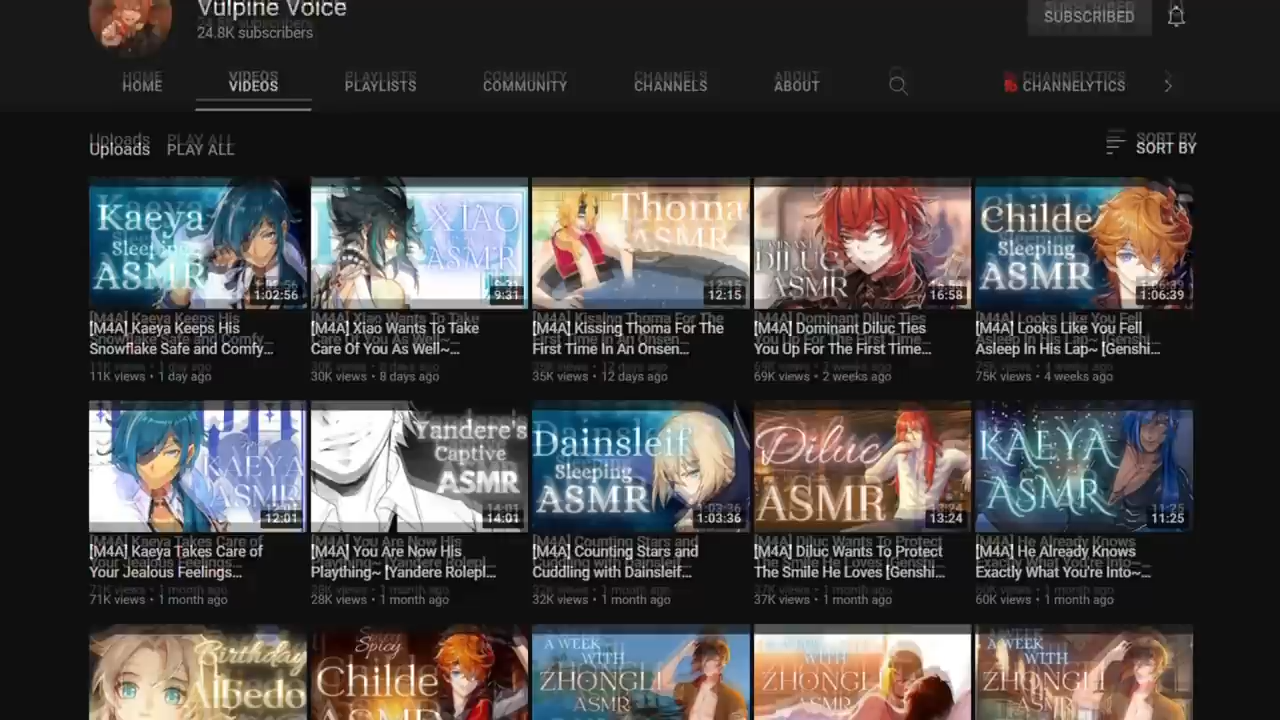 Vulpine Voice
24.8K subscribers
SUBSCRIBED
HOME VIDEOS PLAYLISTS COMMUNITY CHANNELS ABOUT CHANNELYTICS
Uploads PLAY ALL SORT BY
Kaeya
Sleeping
ASMR
1:02:56
XIAO
ASMR
9:31
Thoma
ASMR
12:15
DOMINANT
DILUC
ASMR
16:58
Childe
Sleeping
ASMR
1:06:39
[M4A] Kaeya Keeps His
Snowflake Safe and Comfy...
11K views • 1 day ago
[M4A] Xiao Wants To Take
Care Of You As Well~...
30K views • 8 days ago
[M4A] Kissing Thoma For The
First Time In An Onsen...
35K views • 12 days ago
[M4A] Dominant Diluc Ties
You Up For The First Time...
69K views • 2 weeks ago
[M4A] Looks Like You Fell
Asleep In His Lap~ [Genshi...
75K views • 4 weeks ago
KAEYA
ASMR
12:01
Yandere's
Captive
ASMR
14:01
Dainsleif
Sleeping
ASMR
1:03:36
Diluc
ASMR
13:24
KAEYA
ASMR
11:25
[M4A] Kaeya Takes Care of
Your Jealous Feelings...
71K views • 1 month ago
[M4A] You Are Now His
Plaything~ [Yandere Rolepl...
28K views • 1 month ago
[M4A] Counting Stars and
Cuddling with Dainsleif...
32K views • 1 month ago
[M4A] Diluc Wants To Protect
The Smile He Loves [Genshi...
37K views • 1 month ago
[M4A] He Already Knows
Exactly What You're Into~...
60K views • 1 month ago
Birthday
Albedo
Spicy
Childe
ASMR
A WEEK
WITH
ZHONGLI
ASMR
WITH
ZHONGLI
ASMR
A WEEK
WITH
ZHONGLI
ASMR